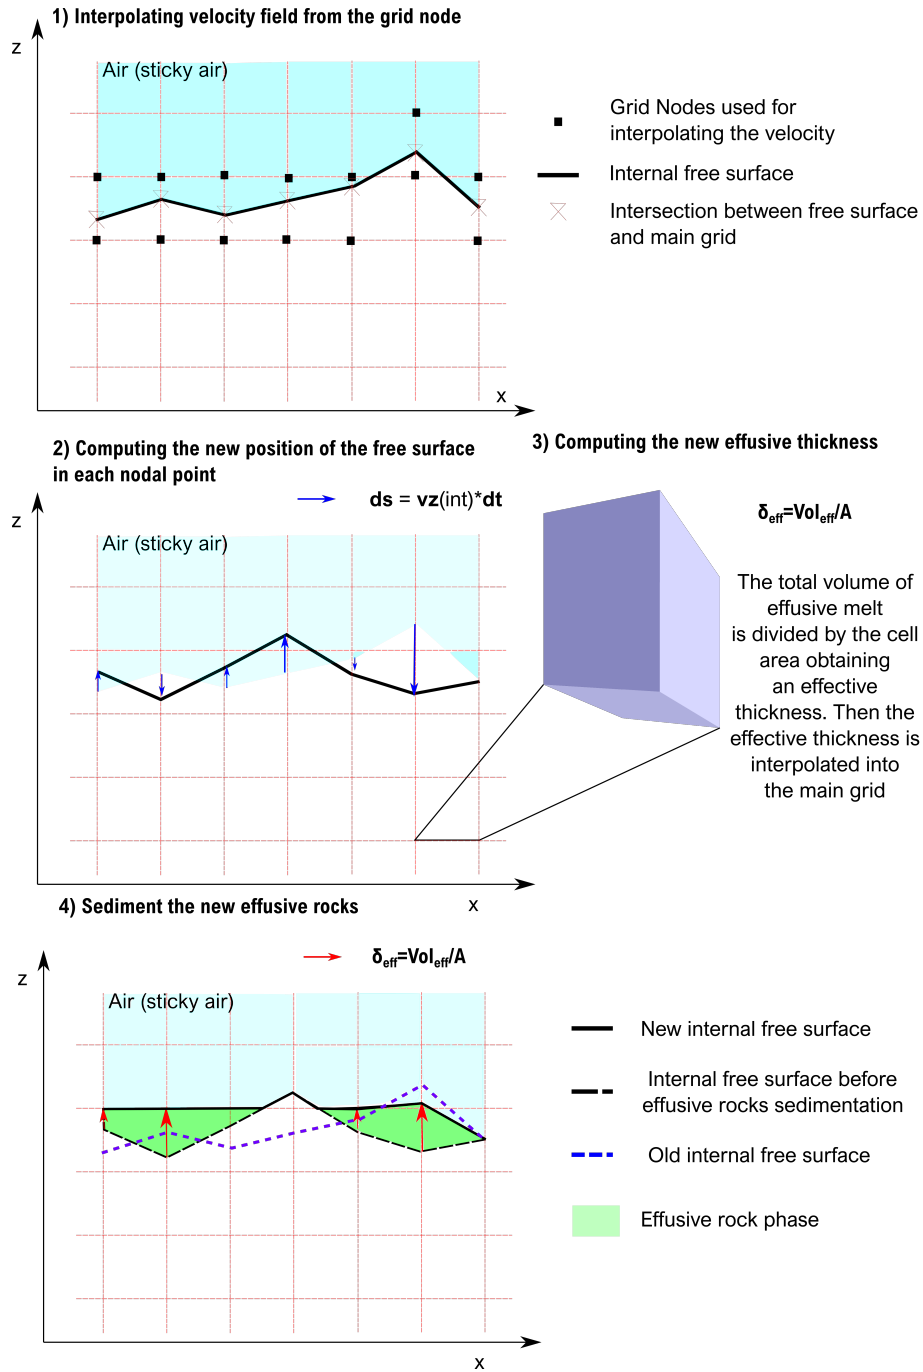 1) Interpolating velocity field from the grid node
z
Air (sticky air)
Grid Nodes used for
interpolating the velocity
Internal free surface
Intersection between free surface
and main grid
x
2) Computing the new position of the free surface
in each nodal point
ds = vz(int)*dt
z
Air (sticky air)
x
3) Computing the new effusive thickness
δeff=Voleff/A
The total volume of
effusive melt
is divided by the cell
area obtaining
an effective
thickness. Then the
effective thickness is
interpolated into
the main grid
4) Sediment the new effusive rocks
δeff=Voleff/A
z
Air (sticky air)
New internal free surface
Internal free surface before
effusive rocks sedimentation
Old internal free surface
Effusive rock phase
x